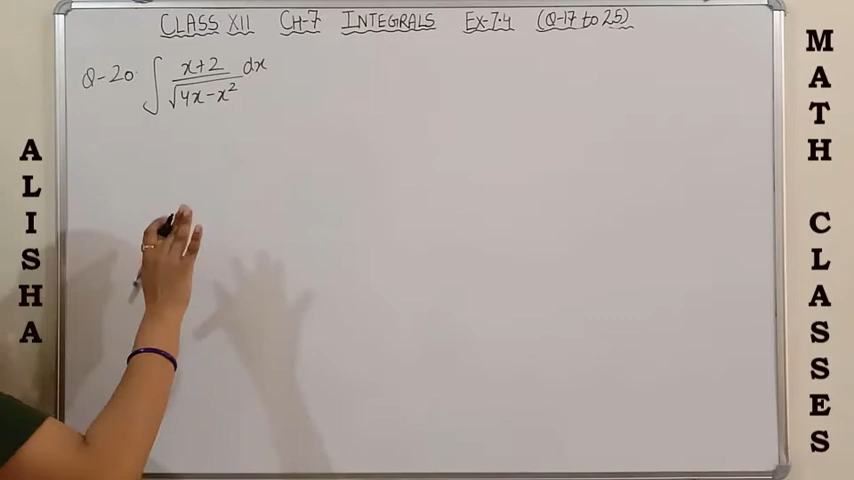 CLASS XII CH-7 INTEGRALS EX-7.4 (Q-17 to 25)
Q-20. ∫ (x+2)/√(4x-x²) dx
ALISHA
MATH CLASSES